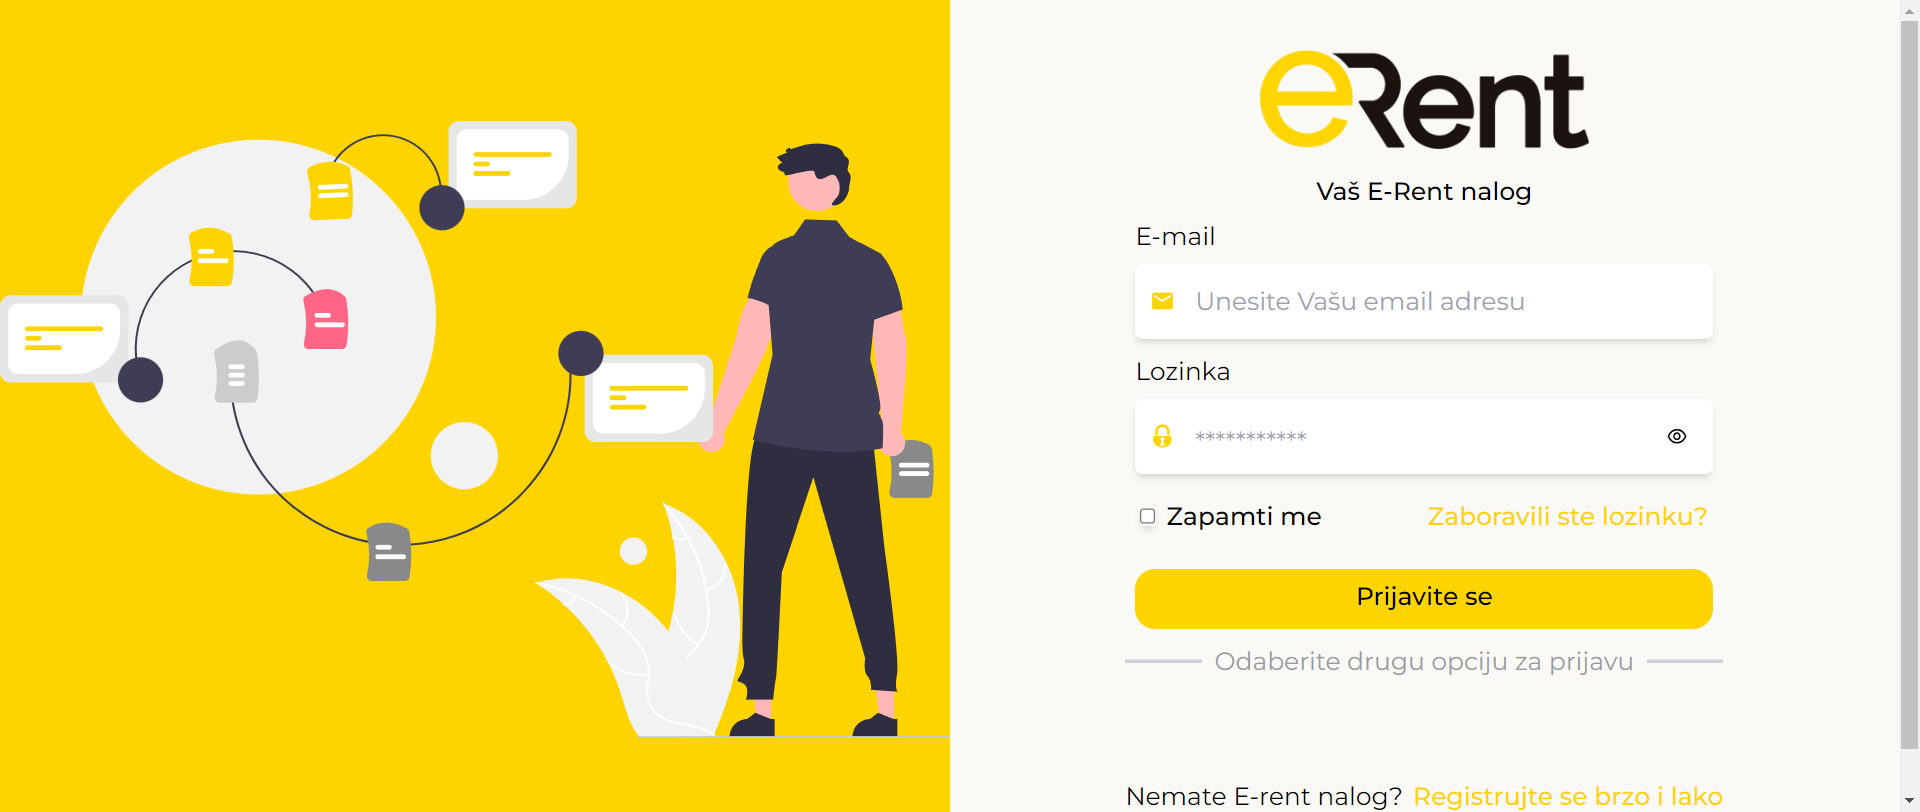 eRent
Vaš E-Rent nalog
E-mail
Unesite Vašu email adresu
Lozinka
***********
Zapamti me
Zaboravili ste lozinku?
Prijavite se
Odaberite drugu opciju za prijavu
Nemate E-rent nalog? Registrujte se brzo i lako